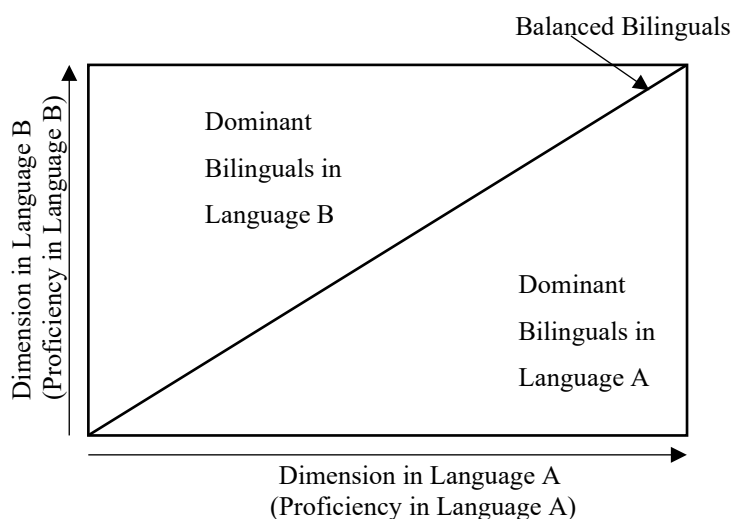 Balanced Bilinguals
Dimension in Language B
(Proficiency in Language B)
Dominant
Bilinguals in
Language B
Dominant
Bilinguals in
Language A
Dimension in Language A
(Proficiency in Language A)